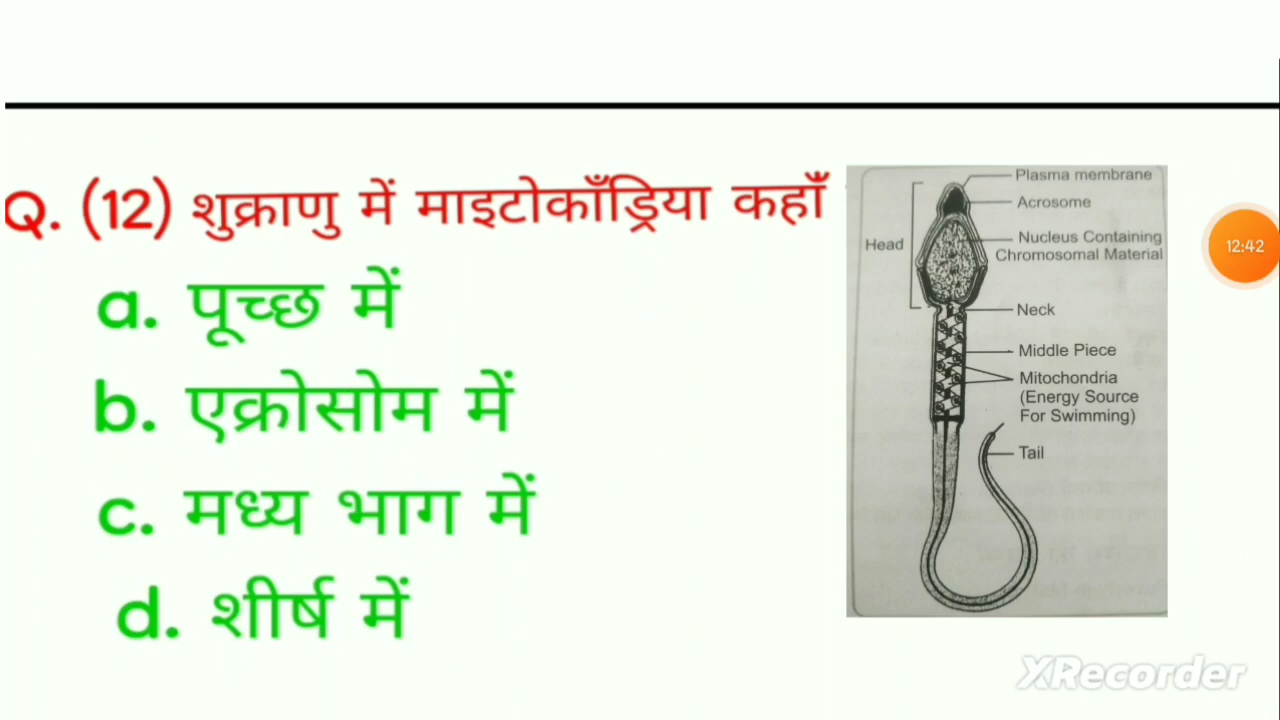 Q. (12) शुक्राणु में माइटोकाँड्रिया कहाँ
a. पूच्छ में
b. एक्रोसोम में
c. मध्य भाग में
d. शीर्ष में
Plasma membrane
Acrosome
Head
Nucleus Containing
Chromosomal Material
Neck
Middle Piece
Mitochondria
(Energy Source
For Swimming)
Tail
12:42
XRecorder